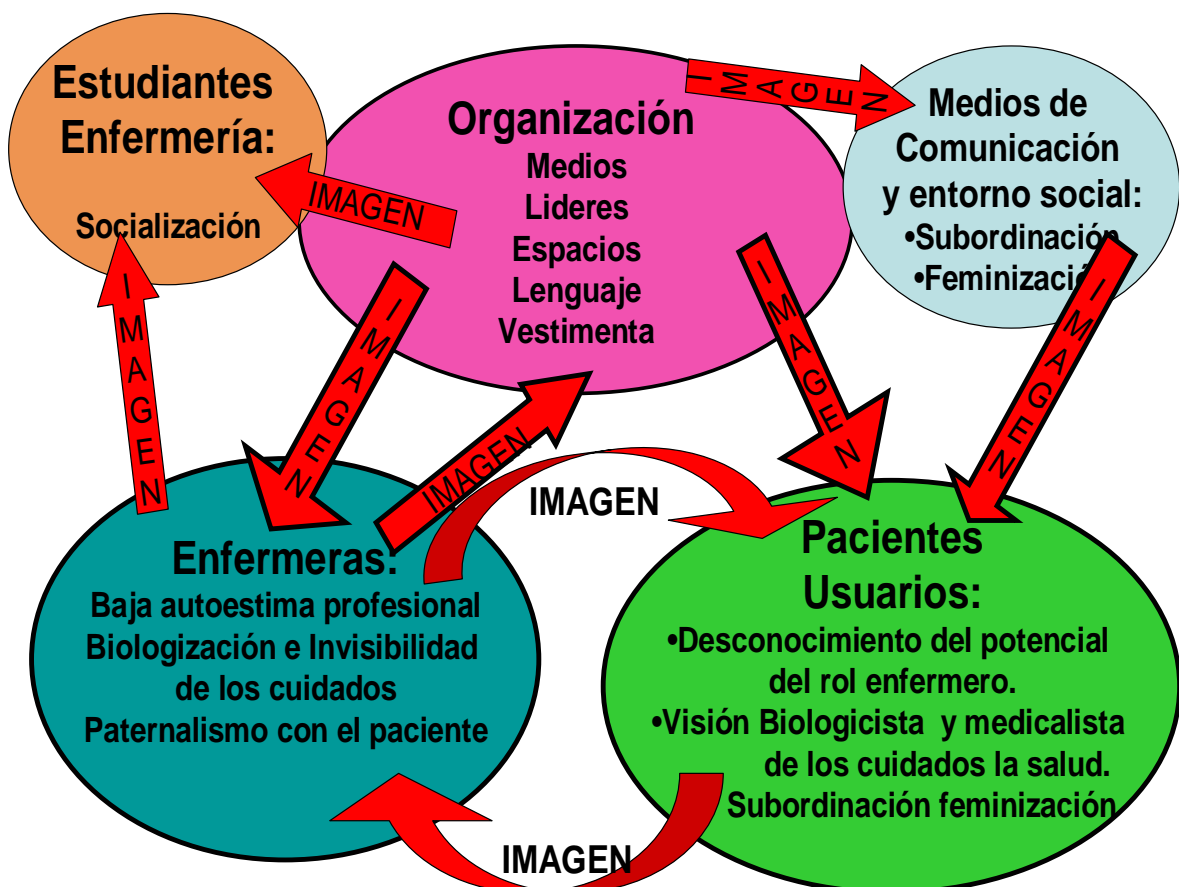 Estudiantes
Enfermería:
Socialización
Organización
Medios
Lideres
Espacios
Lenguaje
Vestimenta
Medios de
Comunicación
y entorno social:
•Subordinación
•Feminización
IMAGEN
IMAGEN
IMAGEN
IMAGEN
IMAGEN
IMAGEN
IMAGEN
IMAGEN
Enfermeras:
Baja autoestima profesional
Biologización e Invisibilidad
de los cuidados
Paternalismo con el paciente
Pacientes
Usuarios:
•Desconocimiento del potencial
del rol enfermero.
•Visión Biologicista y medicalista
de los cuidados la salud.
Subordinación feminización
IMAGEN